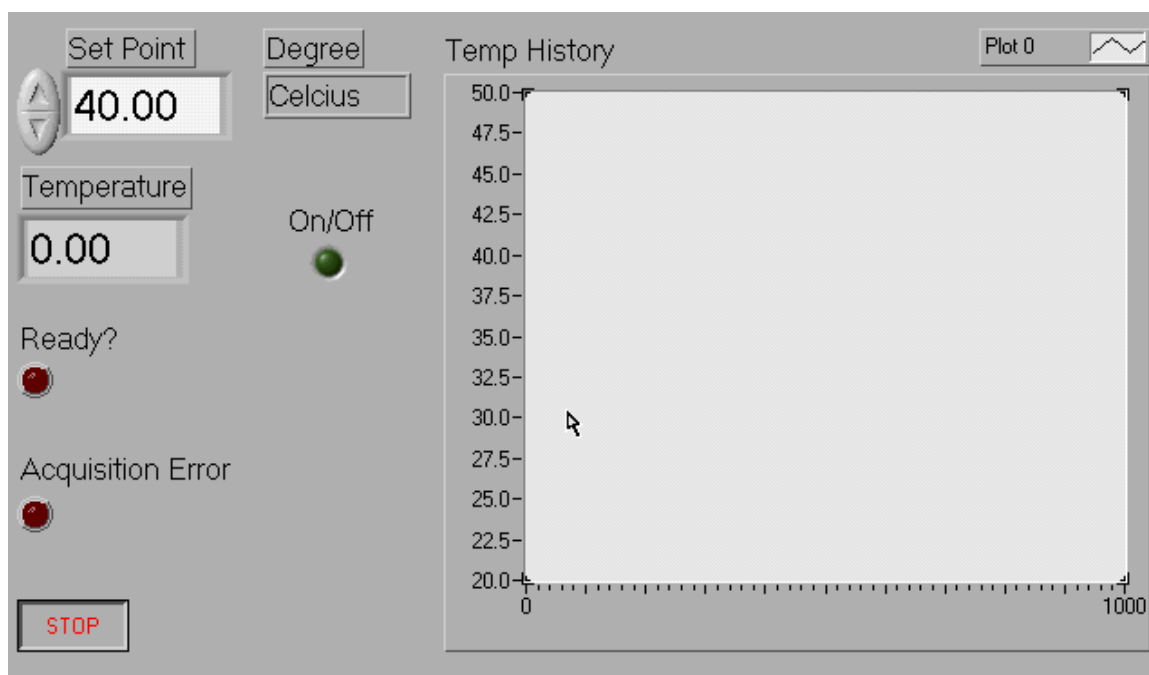 Set Point
40.00
Degree
Celcius
Temperature
0.00
On/Off
Ready?
Acquisition Error
STOP
Temp History
Plot 0
50.0
47.5
45.0
42.5
40.0
37.5
35.0
32.5
30.0
27.5
25.0
22.5
20.0
0
1000